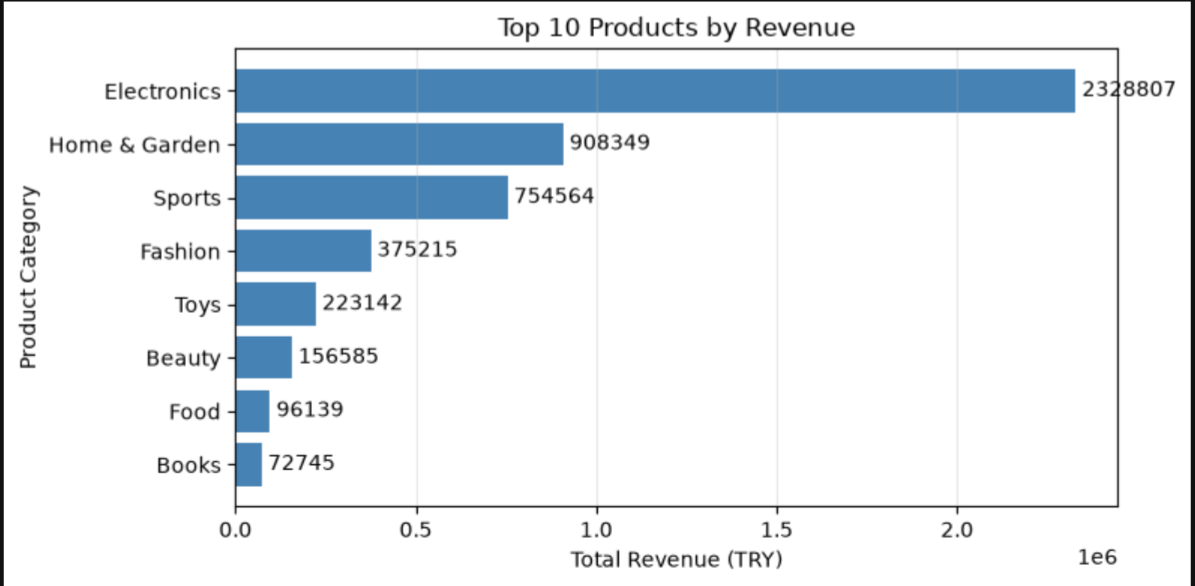 Top 10 Products by Revenue
Product Category
Electronics 2328807
Home & Garden 908349
Sports 754564
Fashion 375215
Toys 223142
Beauty 156585
Food 96139
Books 72745
0.0 0.5 1.0 1.5 2.0
Total Revenue (TRY) 1e6